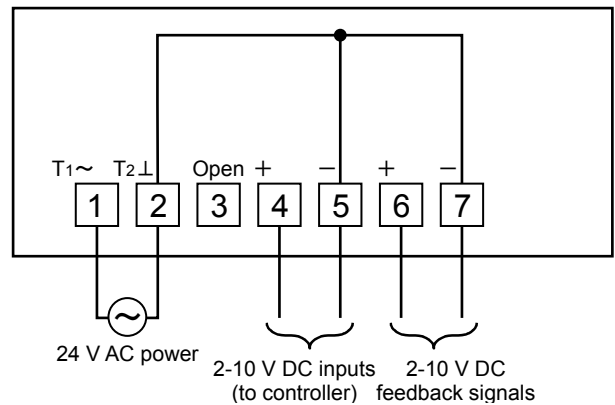 T1~ T2⊥ Open + − + −
1 2 3 4 5 6 7
24 V AC power
2-10 V DC inputs
(to controller)
2-10 V DC
feedback signals